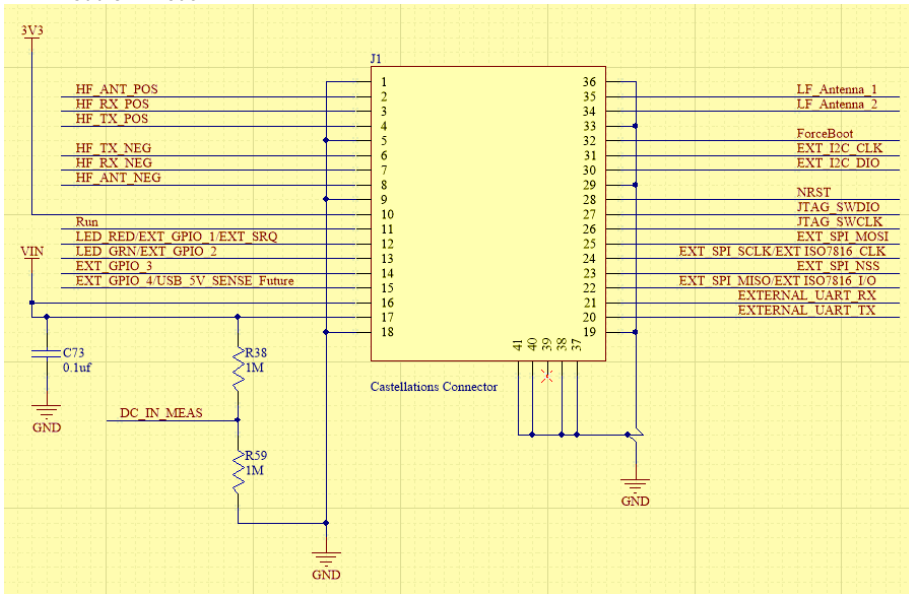 3V3
J1
HF_ANT_POS
HF_RX_POS
HF_TX_POS
HF_TX_NEG
HF_RX_NEG
HF_ANT_NEG
Run
LED_RED/EXT_GPIO_1/EXT_SRQ
LED_GRN/EXT_GPIO_2
EXT_GPIO_3
EXT_GPIO_4/USB_5V_SENSE_Future
VIN
1
2
3
4
5
6
7
8
9
10
11
12
13
14
15
16
17
18
36
35
34
33
32
31
30
29
28
27
26
25
24
23
22
21
20
19
41
40
39
38
37
LF_Antenna_1
LF_Antenna_2
ForceBoot
EXT_I2C_CLK
EXT_I2C_DIO
NRST
JTAG_SWDIO
JTAG_SWCLK
EXT_SPI_MOSI
EXT_SPI_SCLK/EXT ISO7816_CLK
EXT_SPI_NSS
EXT_SPI_MISO/EXT ISO7816_I/O
EXTERNAL_UART_RX
EXTERNAL_UART_TX
Castellations Connector
C73
0.1uf
GND
R38
1M
DC_IN_MEAS
R59
1M
GND
GND